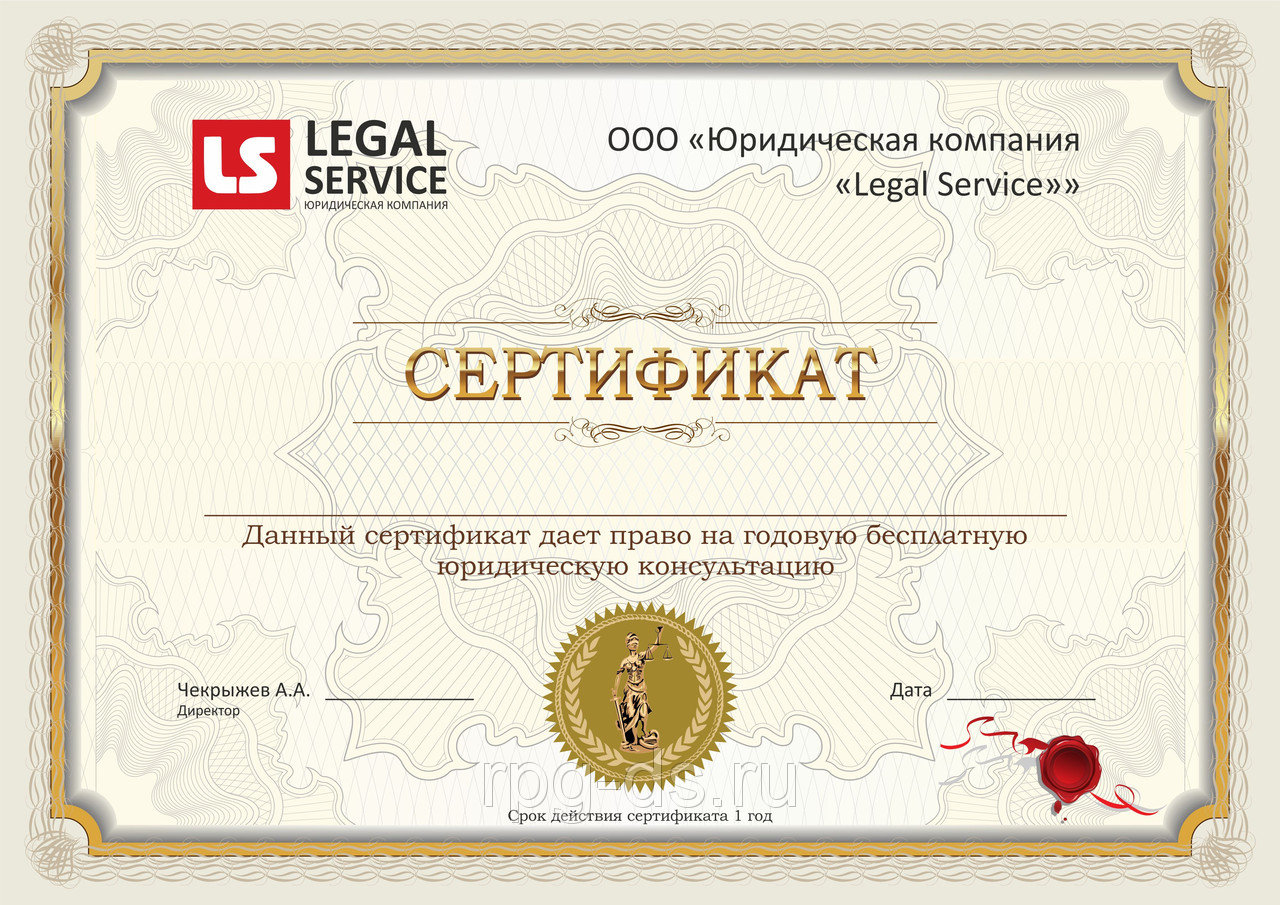 LS
LEGAL
SERVICE
ЮРИДИЧЕСКАЯ КОМПАНИЯ
ООО «Юридическая компания
«Legal Service»»
СЕРТИФИКАТ
Данный сертификат дает право на годовую бесплатную
юридическую консультацию
Чекрыжев А.А.
Директор
Дата
rpg-ds.ru
Срок действия сертификата 1 год